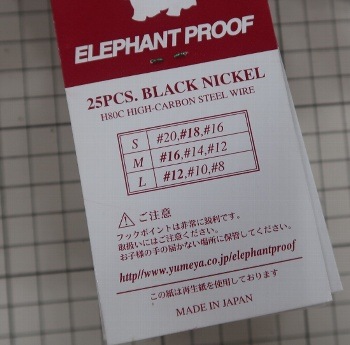 ELEPHANT PROOF
25PCS. BLACK NICKEL
H80C HIGH-CARBON STEEL WIRE
S #20,#18,#16
M #16,#14,#12
L #12,#10,#8
ご注意
フックポイントは非常に鋭利です。
取扱いにはご注意ください。
お子様の手の届かない場所に保管してください。
http//www.yumeya.co.jp/elephantproof
この紙は再生紙を使用しております
MADE IN JAPAN